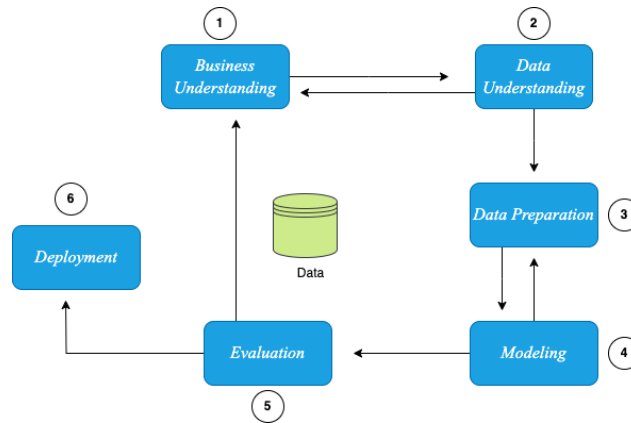 1
Business
Understanding
2
Data
Understanding
Data Preparation
3
6
Deployment
Data
Evaluation
5
Modeling
4